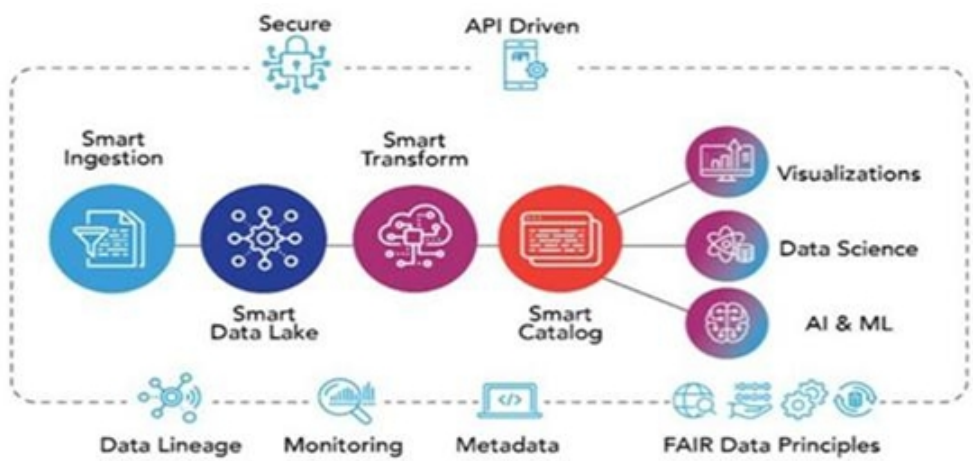 Secure
API Driven
Smart
Ingestion
Smart
Transform
Smart
Data Lake
Smart
Catalog
Visualizations
Data Science
AI & ML
Data Lineage
Monitoring
Metadata
FAIR Data Principles